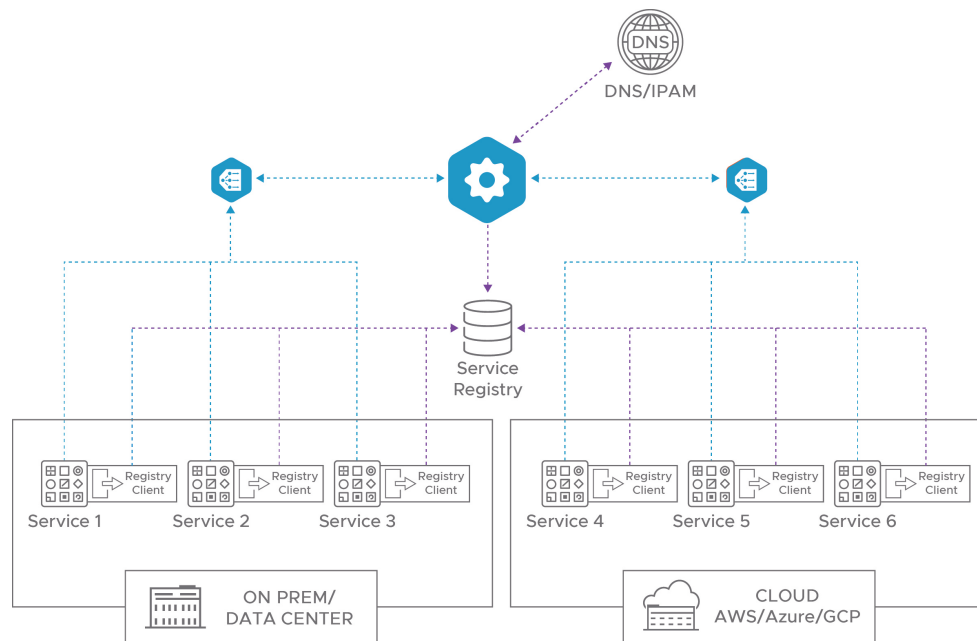 DNS
DNS/IPAM
Service
Registry
Registry
Client
Registry
Client
Registry
Client
Registry
Client
Registry
Client
Registry
Client
Service 1
Service 2
Service 3
Service 4
Service 5
Service 6
ON PREM/
DATA CENTER
CLOUD
AWS/Azure/GCP